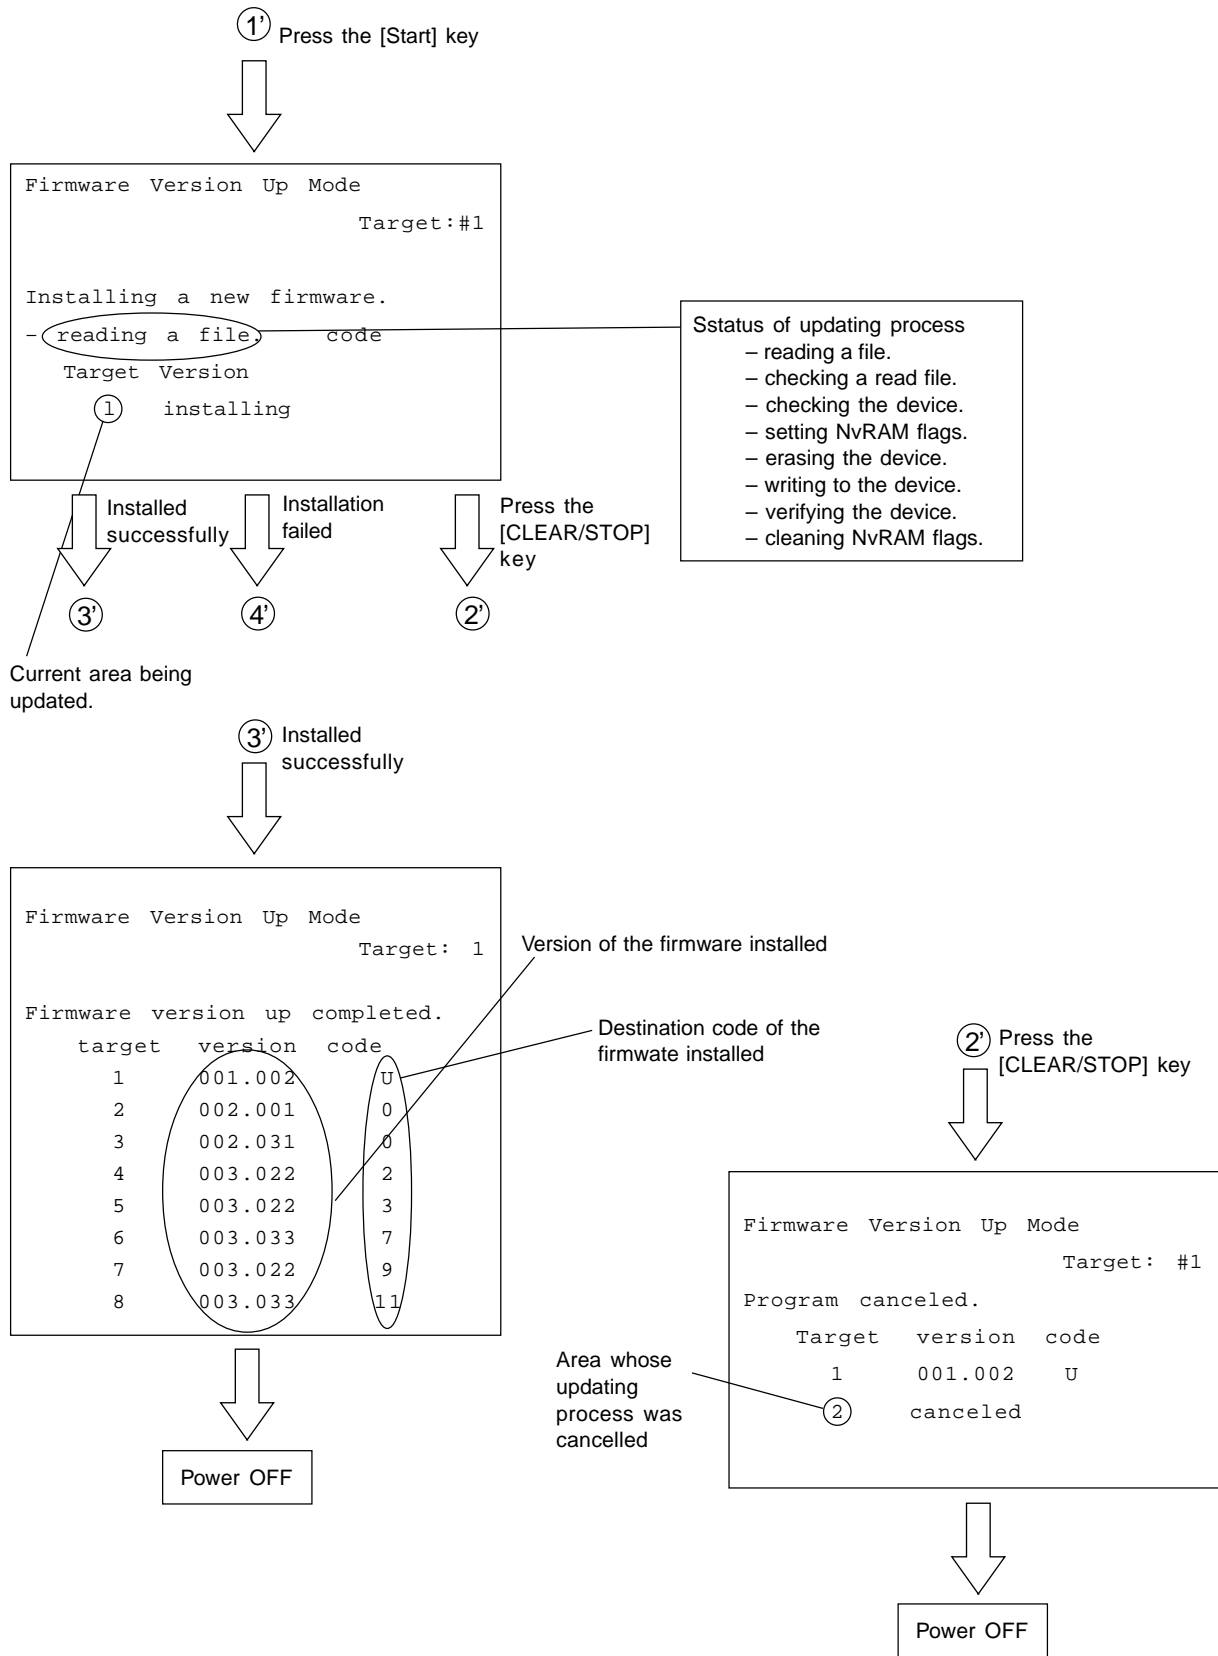 1’ Press the [Start] key
Firmware Version Up Mode
Target:#1
Installing a new firmware.
– reading a file. code
Target Version
1 installing
Sstatus of updating process
– reading a file.
– checking a read file.
– checking the device.
– setting NvRAM flags.
– erasing the device.
– writing to the device.
– verifying the device.
– cleaning NvRAM flags.
Installed
successfully
Installation
failed
Press the
[CLEAR/STOP]
key
3’
4’
2’
Current area being
updated.
3’ Installed
successfully
Firmware Version Up Mode
Target: 1
Firmware version up completed.
target version code
1 001.002 U
2 002.001 0
3 002.031 0
4 003.022 2
5 003.022 3
6 003.033 7
7 003.022 9
8 003.033 11
Version of the firmware installed
Destination code of the
firmwate installed
Power OFF
2’ Press the
[CLEAR/STOP] key
Firmware Version Up Mode
Target: #1
Program canceled.
Target version code
1 001.002 U
2 canceled
Area whose
updating
process was
cancelled
Power OFF